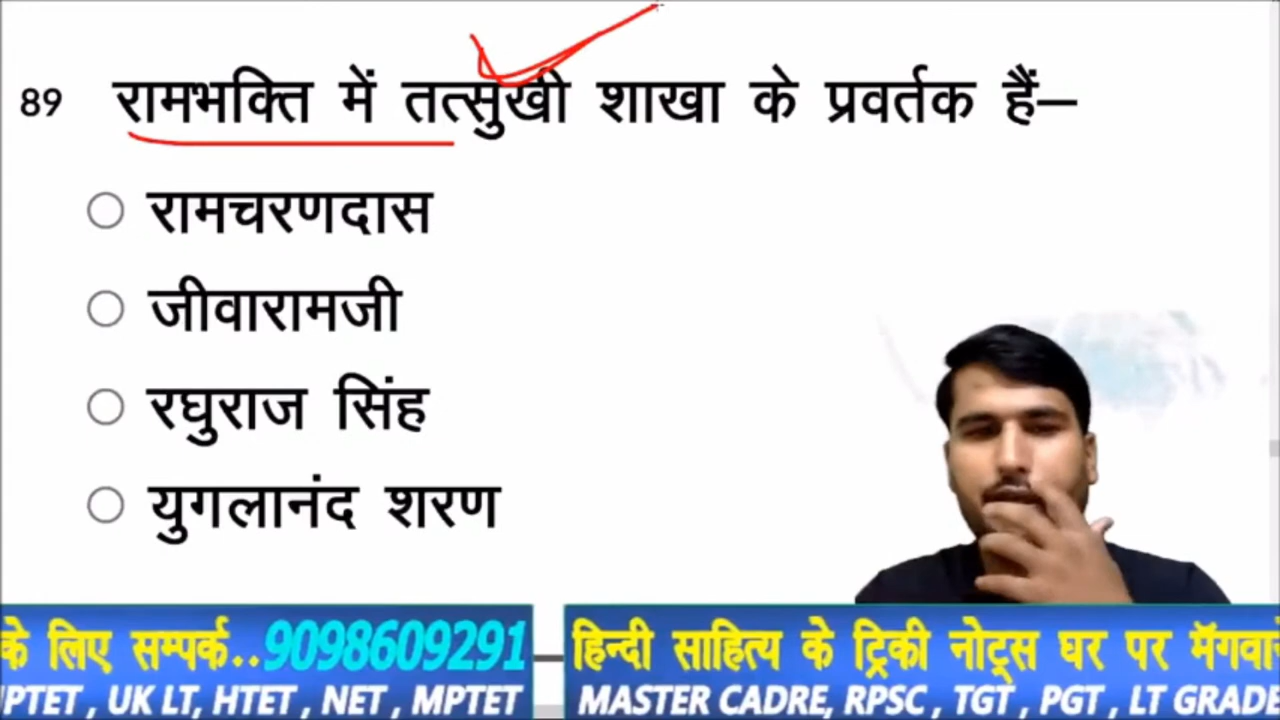 89 रामभक्ति में तत्सुखी शाखा के प्रवर्तक हैं–
रामचरणदास
जीवारामजी
रघुराज सिंह
युगलानंद शरण
के लिए सम्पर्क..9098609291
हिन्दी साहित्य के ट्रिकी नोट्स घर पर मॅगवाने
, UK LT, HTET , NET , MPTET
MASTER CADRE, RPSC , TGT , PGT , LT GRADE